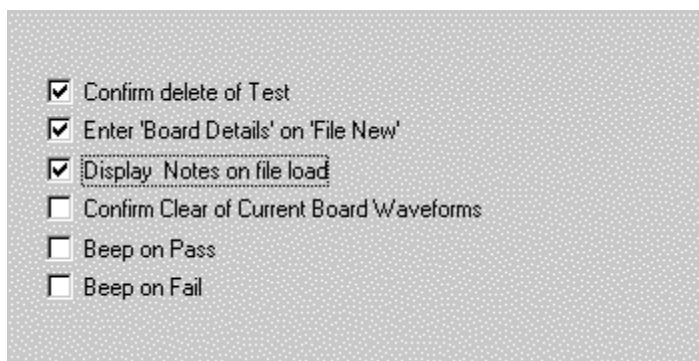 Confirm delete of Test
Enter 'Board Details' on 'File New'
Display  Notes on file load
Confirm Clear of Current Board Waveforms
Beep on Pass
Beep on Fail